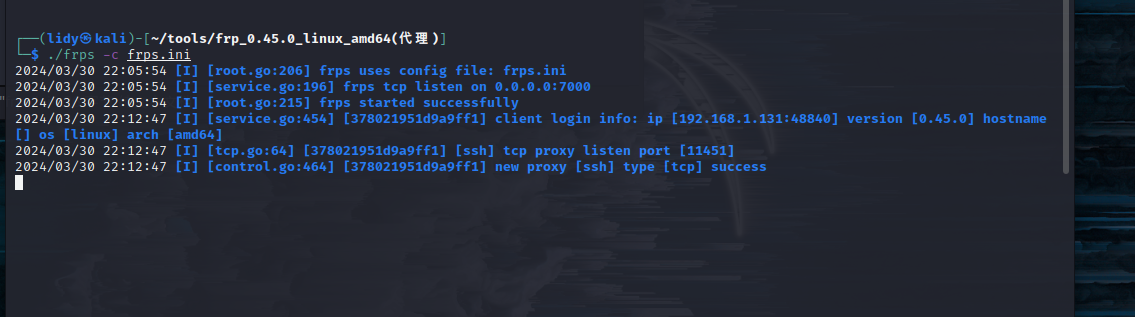 ┌──(lidy㉿kali)-[~/tools/frp_0.45.0_linux_amd64(代理)]
└─$ ./frps -c frps.ini
2024/03/30 22:05:54 [I] [root.go:206] frps uses config file: frps.ini
2024/03/30 22:05:54 [I] [service.go:196] frps tcp listen on 0.0.0.0:7000
2024/03/30 22:05:54 [I] [root.go:215] frps started successfully
2024/03/30 22:12:47 [I] [service.go:454] [378021951d9a9ff1] client login info: ip [192.168.1.131:48840] version [0.45.0] hostname
[] os [linux] arch [amd64]
2024/03/30 22:12:47 [I] [tcp.go:64] [378021951d9a9ff1] [ssh] tcp proxy listen port [11451]
2024/03/30 22:12:47 [I] [control.go:464] [378021951d9a9ff1] new proxy [ssh] type [tcp] success